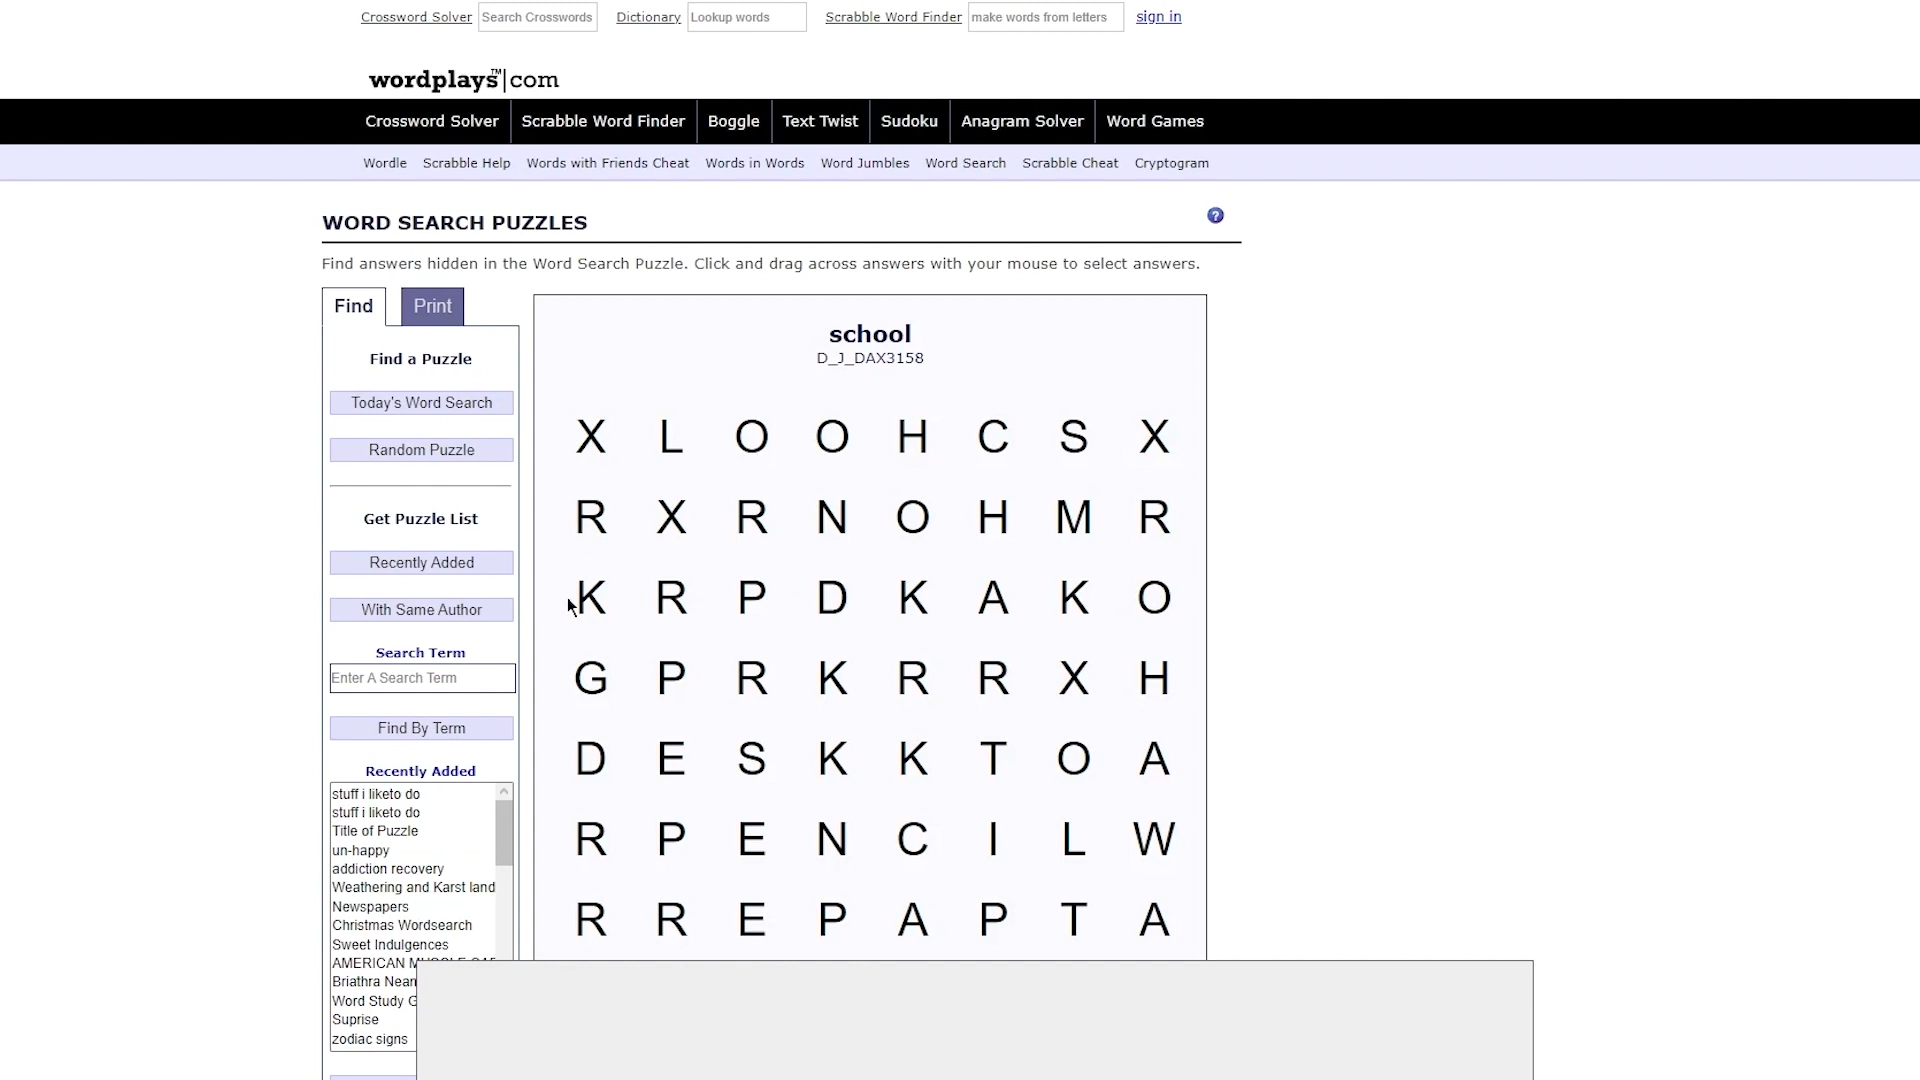 Crossword Solver Search Crosswords Dictionary Lookup words Scrabble Word Finder make words from letters sign in
wordplays™|com
Crossword Solver Scrabble Word Finder Boggle Text Twist Sudoku Anagram Solver Word Games
Wordle Scrabble Help Words with Friends Cheat Words in Words Word Jumbles Word Search Scrabble Cheat Cryptogram
WORD SEARCH PUZZLES ?
Find answers hidden in the Word Search Puzzle. Click and drag across answers with your mouse to select answers.
Find Print
Find a Puzzle
Today's Word Search
Random Puzzle
Get Puzzle List
Recently Added
With Same Author
Search Term
Enter A Search Term
Find By Term
Recently Added
stuff i liketo do
stuff i liketo do
Title of Puzzle
un-happy
addiction recovery
Weathering and Karst land
Newspapers
Christmas Wordsearch
Sweet Indulgences
AMERICAN
Briathra Nean
Word Study G
Suprise
zodiac signs
school
D_J_DAX3158
X L O O H C S X
R X R N O H M R
K R P D K A K O
G P R K R R X H
D E S K K T O A
R P E N C I L W
R R E P A P T A